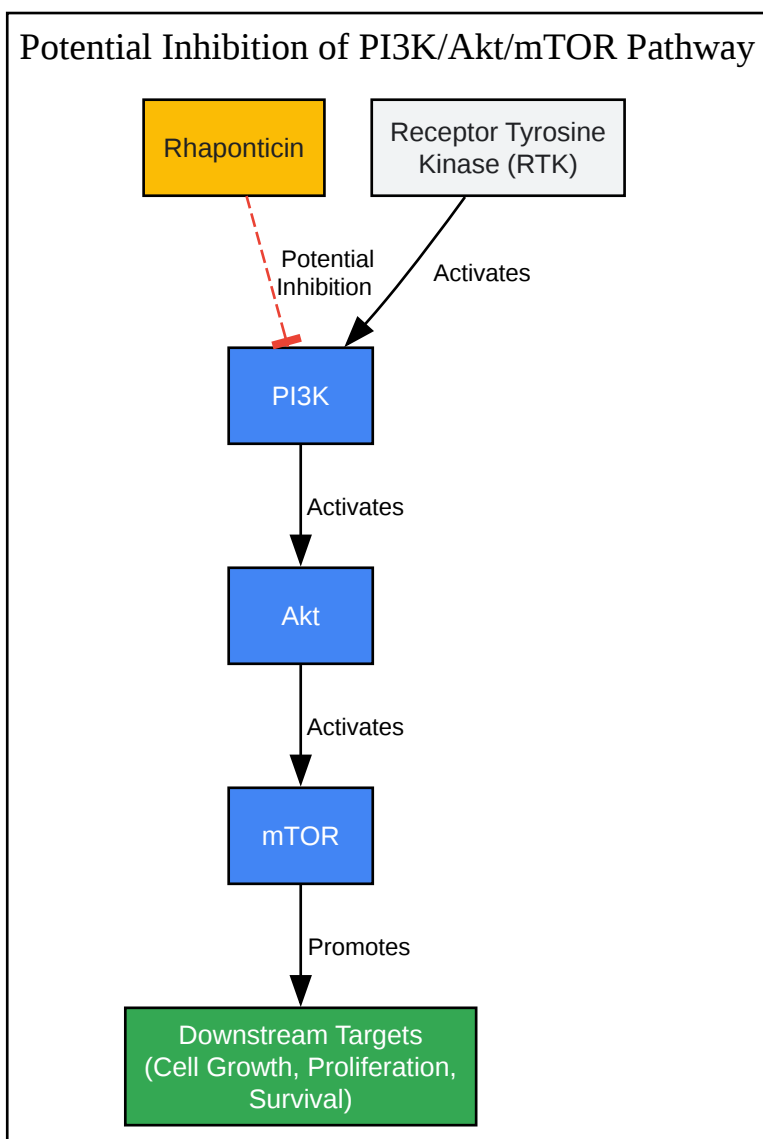 Potential Inhibition of PI3K/Akt/mTOR Pathway
Rhaponticin
Receptor Tyrosine
Kinase (RTK)
Potential
Inhibition
Activates
PI3K
Activates
Akt
Activates
mTOR
Promotes
Downstream Targets
(Cell Growth, Proliferation,
Survival)